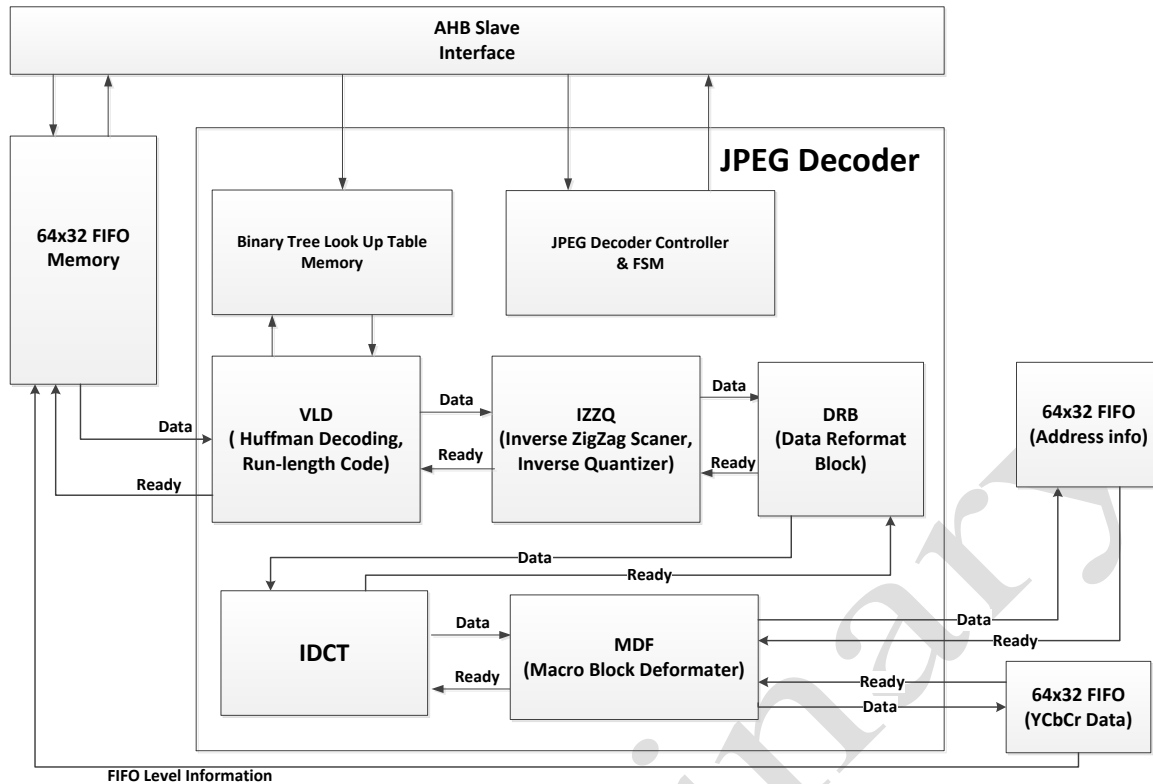 AHB Slave
Interface
JPEG Decoder
64x32 FIFO
Memory
Binary Tree Look Up Table
Memory
JPEG Decoder Controller
& FSM
VLD
( Huffman Decoding,
Run-length Code)
Data
Ready
Data
Ready
IZZQ
(Inverse ZigZag Scaner,
Inverse Quantizer)
Data
Ready
DRB
(Data Reformat
Block)
64x32 FIFO
(Address info)
Data
Ready
IDCT
Data
Ready
MDF
(Macro Block Deformater)
Data
Ready
Ready
Data
64x32 FIFO
(YCbCr Data)
FIFO Level Information